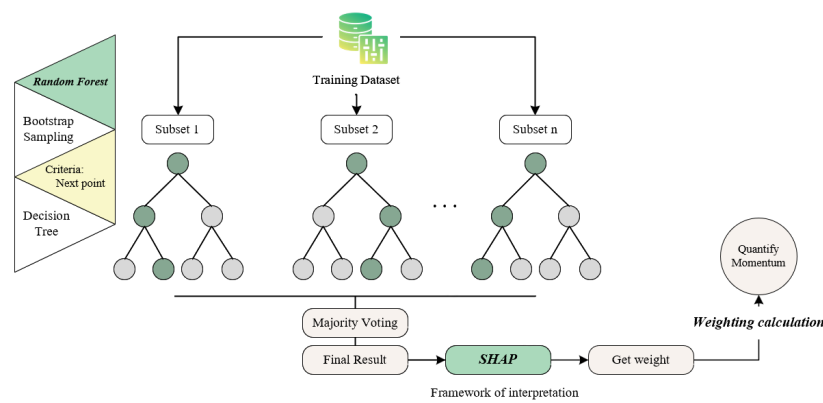 Training Dataset
Random Forest
Bootstrap
Sampling
Criteria:
Next point
Decision
Tree
Subset 1
Subset 2
Subset n
...
Majority Voting
Final Result
SHAP
Get weight
Framework of interpretation
Weighting calculation
Quantify
Momentum